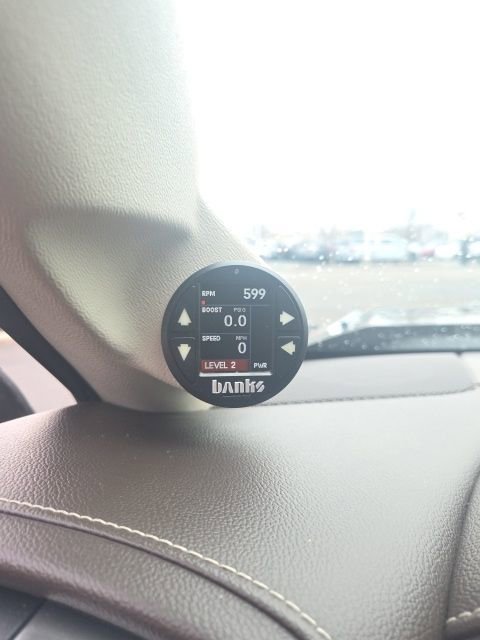 RPM 599
BOOST PSIG
0.0
SPEED MPH
0
LEVEL 2 PWR
banks